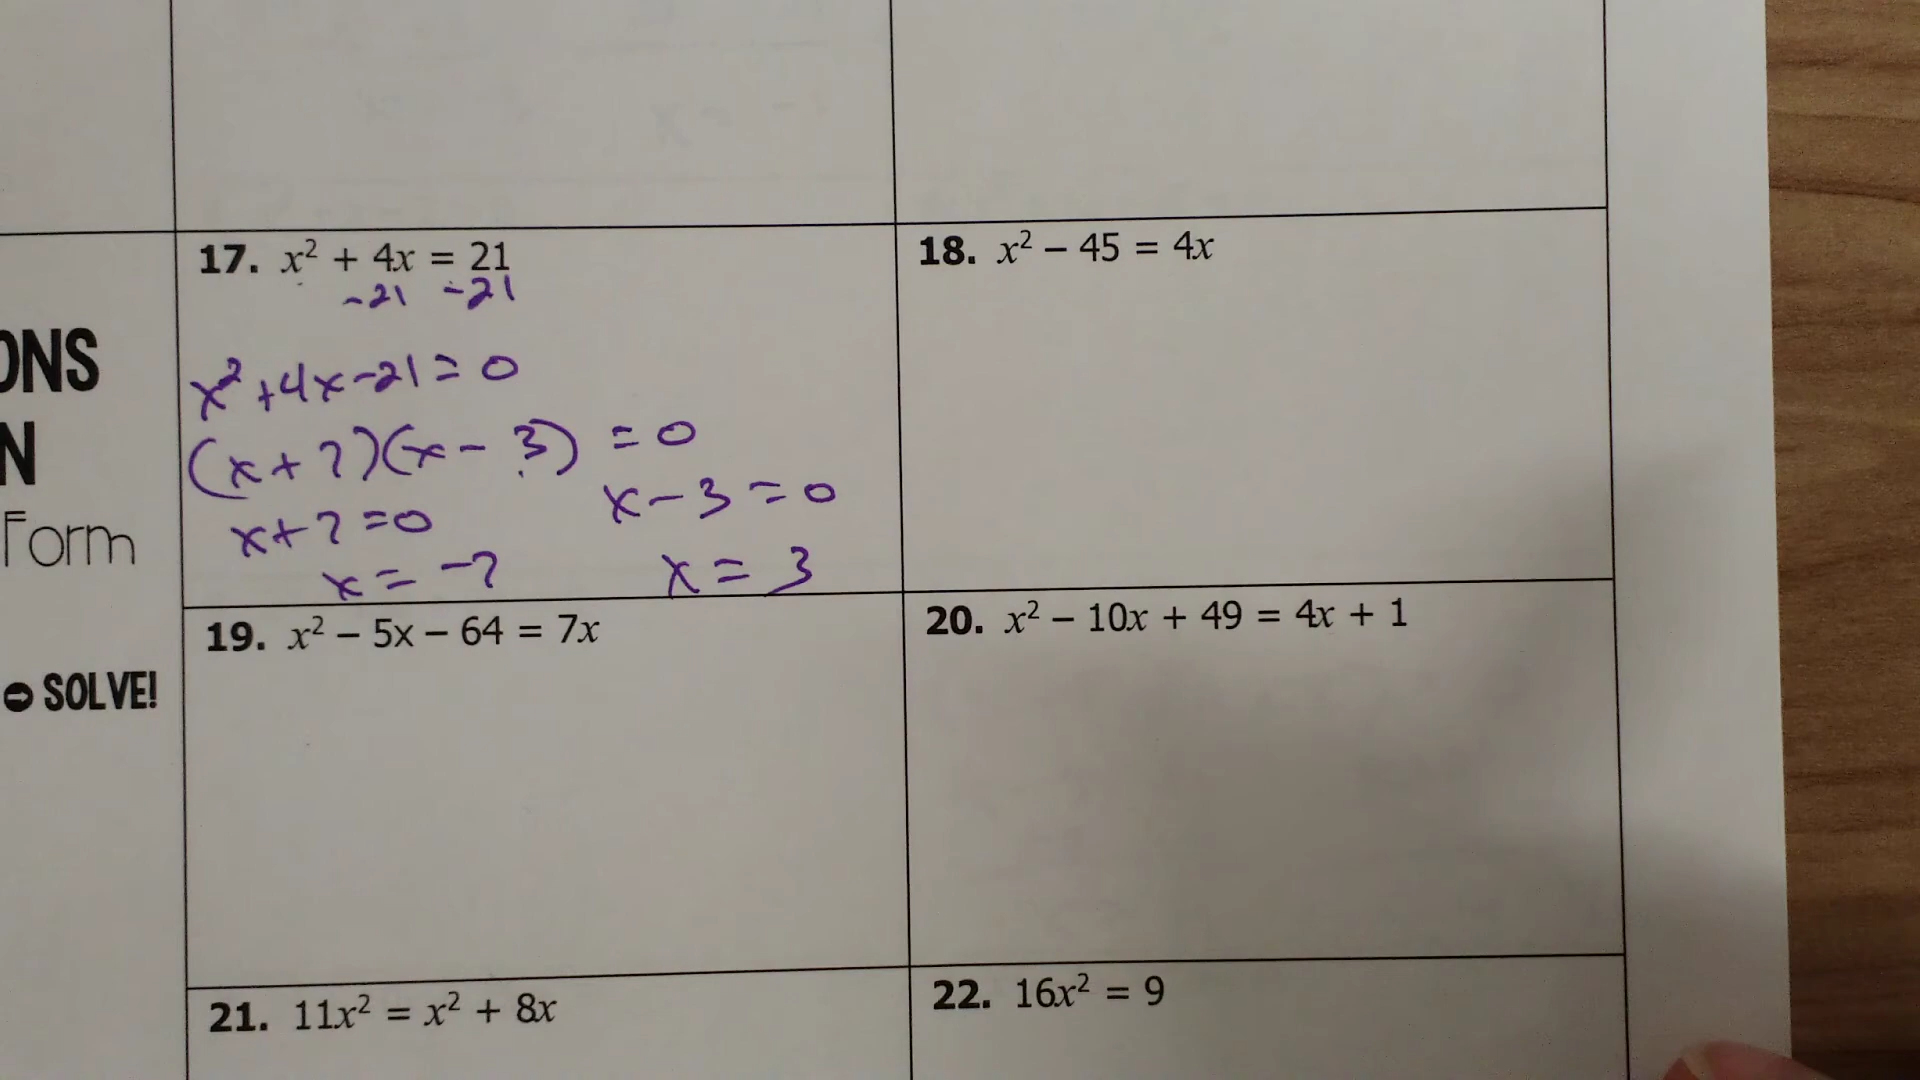 17. x² + 4x = 21
-21 -21
x²+4x-21=0
(x+7)(x-3) =0
x+7=0 x-3=0
x=-7 x=3
18. x² – 45 = 4x
ONS
N
Form
SOLVE!
19. x² – 5x – 64 = 7x
20. x² – 10x + 49 = 4x + 1
21. 11x² = x² + 8x
22. 16x² = 9